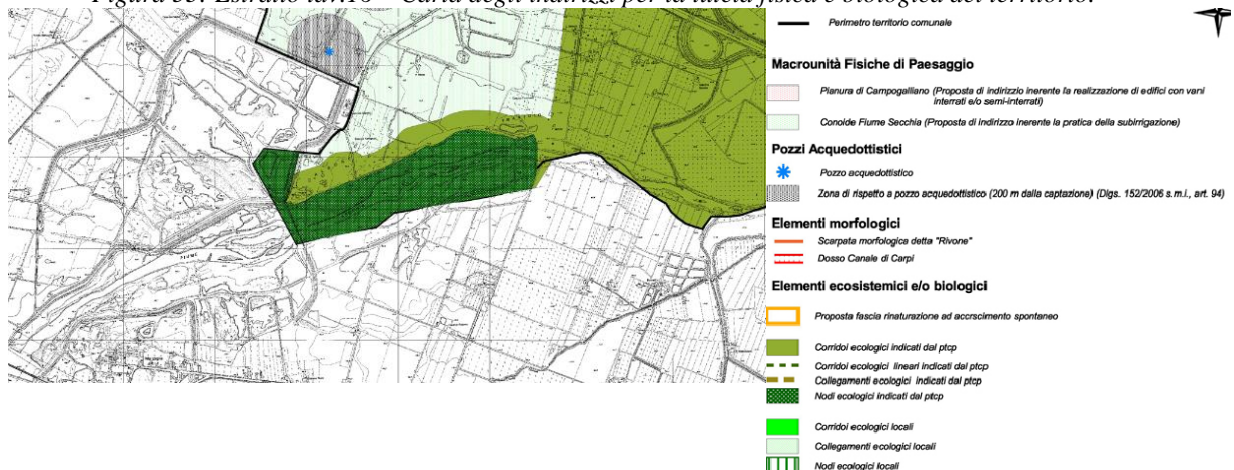 Figura 35: Estratto tav.10 – Carta degli indirizzi per la tutela fisica e biologica del territorio.
Perimetro territorio comunale
Macrounità Fisiche di Paesaggio
Pianura di Campogalliano (Proposta di indirizzo inerente la realizzazione di edifici con vani
interrati e/o semi-interrati)
Conoide Fiume Secchia (Proposta di indirizzo inerente la pratica della subirrigazione)
Pozzi Acquedottistici
Pozzo acquedottistico
Zona di rispetto a pozzo acquedottistico (200 m dalla captazione) (Dlgs. 152/2006 s.m.i., art. 94)
Elementi morfologici
Scarpata morfologica detta "Rivone"
Dosso Canale di Carpi
Elementi ecosistemici e/o biologici
Proposta fascia rinaturazione ad accrscimento spontaneo
Corridoi ecologici indicati dal ptcp
Corridoi ecologici lineari indicati dal ptcp
Collegamenti ecologici indicati dal ptcp
Nodi ecologici indicati dal ptcp
Corridoi ecologici locali
Collegamenti ecologici locali
Nodi ecologici locali